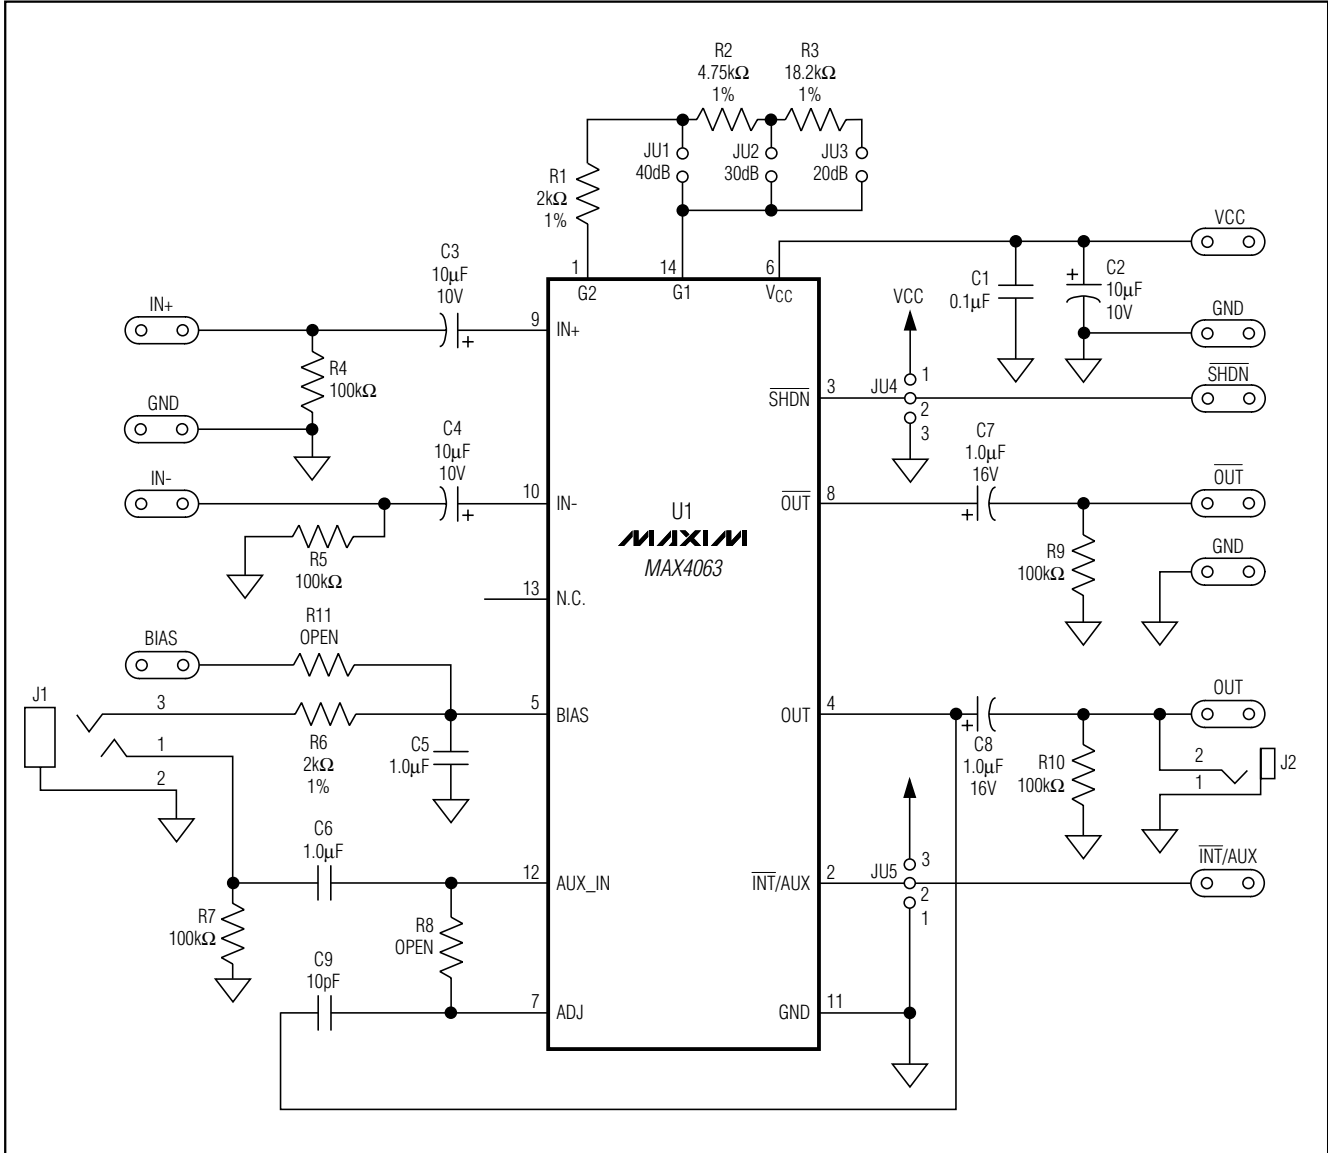 R2
4.75kΩ
1%
R3
18.2kΩ
1%
JU1
40dB
JU2
30dB
JU3
20dB
R1
2kΩ
1%
VCC
C3
10µF
10V
1
14
6
G2
G1
VCC
C1
0.1µF
+
C2
10µF
10V
VCC
GND
IN+
9
IN+
+
R4
100kΩ
GND
SHDN
3
JU4
1
2
3
SHDN
C4
10µF
10V
C7
1.0µF
16V
IN-
10
IN-
+
OUT
8
+
OUT
U1
MAXIM
MAX4063
R5
100kΩ
R9
100kΩ
GND
13
N.C.
R11
OPEN
BIAS
J1
3
5
BIAS
OUT
4
+
OUT
1
R6
2kΩ
1%
C5
1.0µF
C8
1.0µF
16V
R10
100kΩ
2
J2
1
2
C6
1.0µF
12
AUX_IN
INT/AUX
2
JU5
3
2
1
INT/AUX
R7
100kΩ
R8
OPEN
C9
10pF
7
ADJ
GND
11